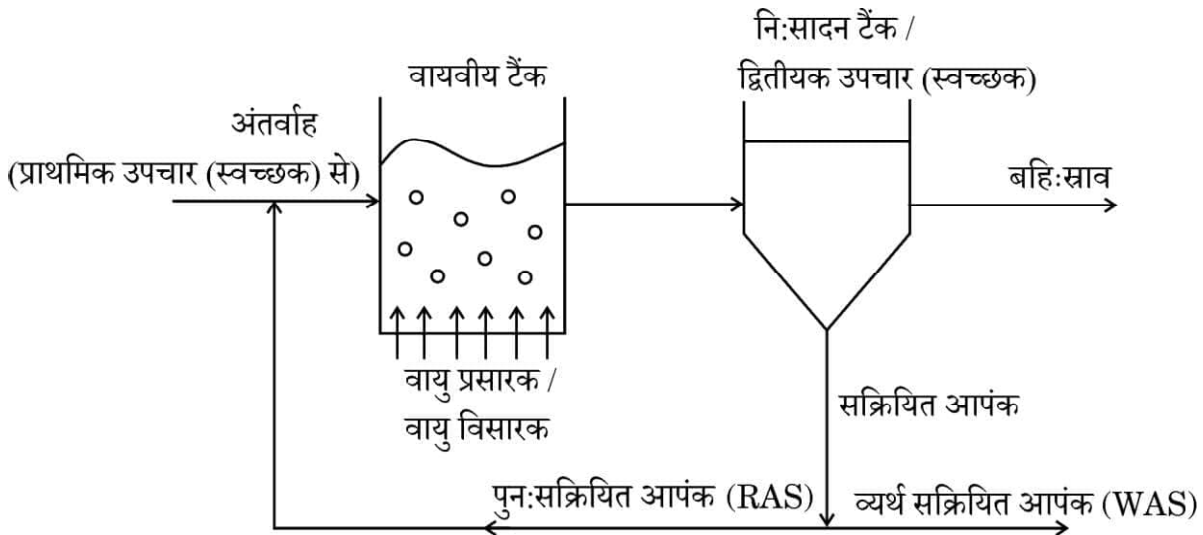 नि:सादन टैंक /
द्वितीयक उपचार (स्वच्छक)
वायवीय टैंक
अंतर्वाह
(प्राथमिक उपचार (स्वच्छक) से)
बहिःस्राव
वायु प्रसारक /
वायु विसारक
सक्रियित आपंक
पुन:सक्रियित आपंक (RAS)
व्यर्थ सक्रियित आपंक (WAS)